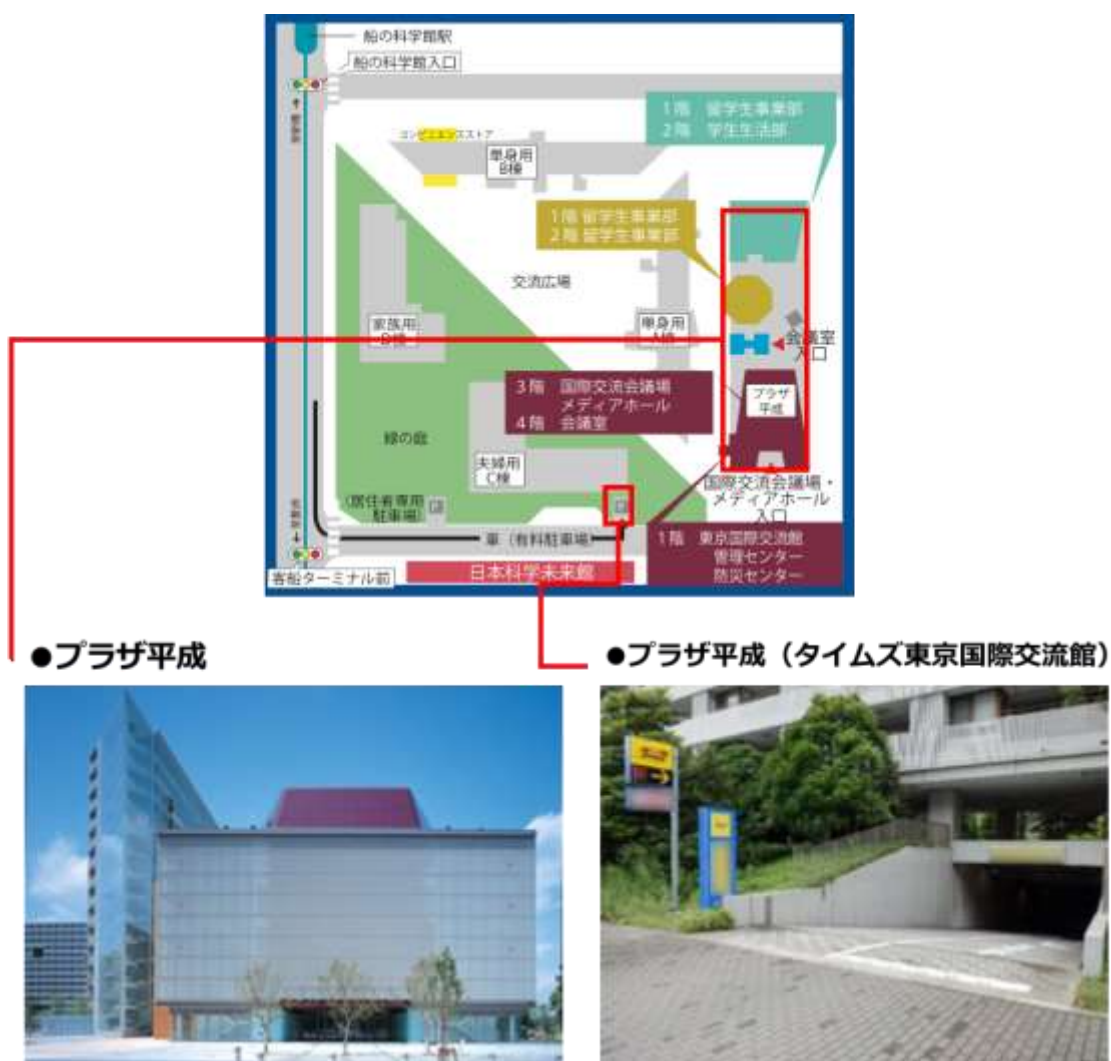 船の科学館駅
船の科学館入口
1階 留学生事業部
2階 学生生活部
コンビニエンスストア
単身用
B棟
1階 留学生事業部
2階 留学生事業部
交流広場
家族用
D棟
単身用
A棟
会議室
入口
3階 国際交流会議場
メディアホール
4階 会議室
プラザ
平成
緑の庭
夫婦用
C棟
国際交流会議場・
メディアホール
入口
(居住者専用
駐車場)
車(有料駐車場)
1階 東京国際交流館
管理センター
防災センター
日本科学未来館
客船ターミナル前
●プラザ平成
●プラザ平成(タイムズ東京国際交流館)